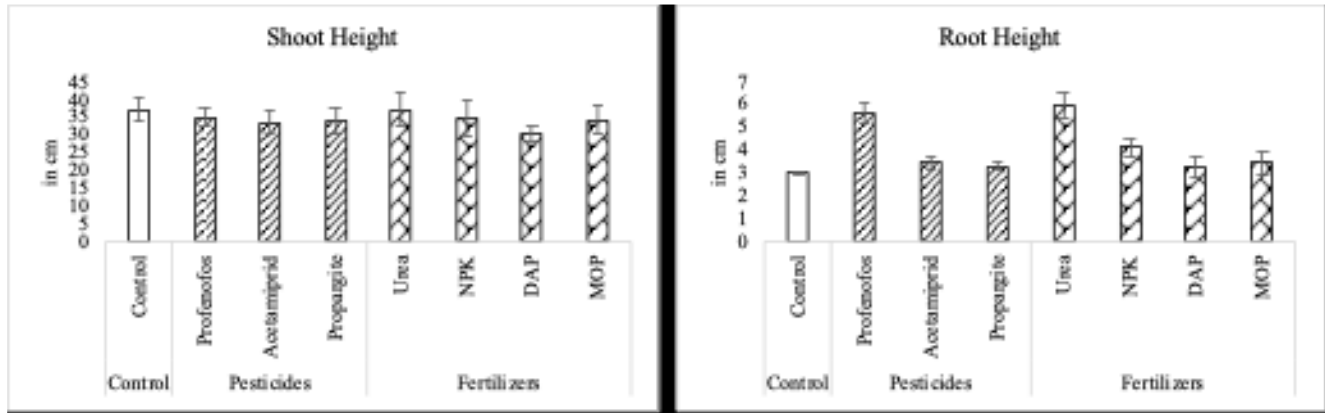 Shoot Height
45
40
35
30
25
20
15
10
5
0
in cm
Control
Profenofos
Acetamiprid
Propargite
Urea
NPK
DAP
MOP
Control Pesticides Fertilizers
Root Height
7
6
5
4
3
2
1
0
in cm
Control
Profenofos
Acetamiprid
Propargite
Urea
NPK
DAP
MOP
Control Pesticides Fertilizers